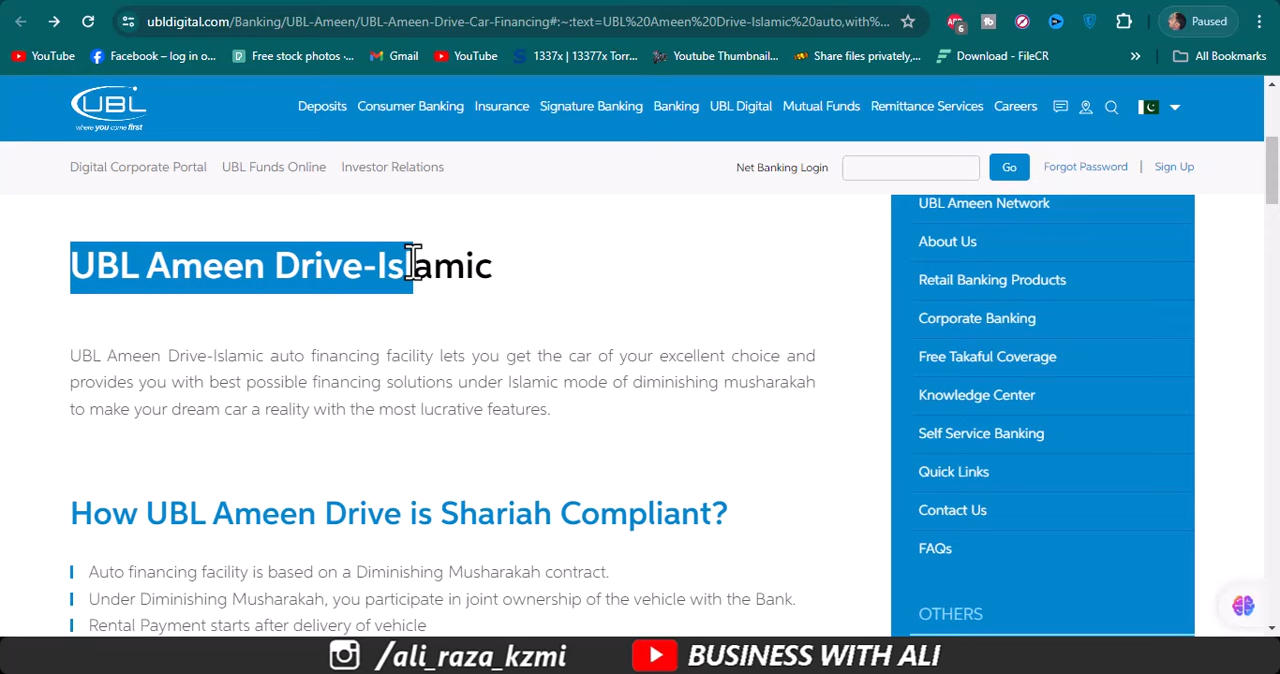 ubldigital.com/Banking/UBL-Ameen/UBL-Ameen-Drive-Car-Financing#:~:text=UBL%20Ameen%20Drive-Islamic%20auto,with%...
6
Paused
YouTube
Facebook – log in o...
Free stock photos -...
Gmail
YouTube
1337x | 13377x Torr...
Youtube Thumbnail...
Share files privately,...
Download - FileCR
»
All Bookmarks
UBL
where you come first
Deposits
Consumer Banking
Insurance
Signature Banking
Banking
UBL Digital
Mutual Funds
Remittance Services
Careers
Digital Corporate Portal
UBL Funds Online
Investor Relations
Net Banking Login
Go
Forgot Password
|
Sign Up
UBL Ameen Drive-Islamic
UBL Ameen Drive-Islamic auto financing facility lets you get the car of your excellent choice and
provides you with best possible financing solutions under Islamic mode of diminishing musharakah
to make your dream car a reality with the most lucrative features.
How UBL Ameen Drive is Shariah Compliant?
Auto financing facility is based on a Diminishing Musharakah contract.
Under Diminishing Musharakah, you participate in joint ownership of the vehicle with the Bank.
Rental Payment starts after delivery of vehicle
UBL Ameen Network
About Us
Retail Banking Products
Corporate Banking
Free Takaful Coverage
Knowledge Center
Self Service Banking
Quick Links
Contact Us
FAQs
OTHERS
/ali_raza_kzmi
BUSINESS WITH ALI